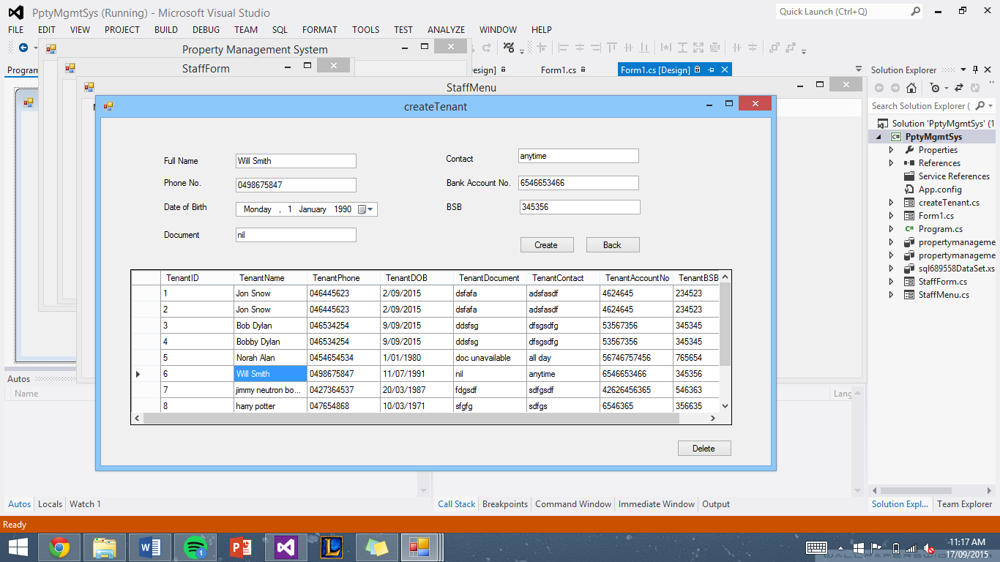 PptyMgmtSys (Running) - Microsoft Visual Studio
Quick Launch (Ctrl+Q)
FILE EDIT VIEW PROJECT BUILD DEBUG TEAM SQL FORMAT TOOLS TEST ANALYZE WINDOW HELP
Property Management System
StaffForm
StaffMenu
createTenant
Program
esign]
Form1.cs
Form1.cs [Design]
Full Name Will Smith
Contact anytime
Phone No. 0498675847
Bank Account No. 6546653466
Date of Birth Monday , 1 January 1990
BSB 345356
Document nil
Create Back
TenantID TenantName TenantPhone TenantDOB TenantDocument TenantContact TenantAccountNo TenantBSB
1 Jon Snow 046445623 2/09/2015 dsfafa adsfasdf 4624645 234523
2 Jon Snow 046445623 2/09/2015 dsfafa adsfasdf 4624645 234523
3 Bob Dylan 046534254 9/09/2015 ddsfsg dfsgsdfg 53567356 345345
4 Bobby Dylan 046534254 9/09/2015 ddsfsg dfsgsdfg 53567356 345345
5 Norah Alan 0454654534 1/01/1980 doc unavailable all day 56746757456 765654
6 Will Smith 0498675847 11/07/1991 nil anytime 6546653466 345356
7 jimmy neutron bo... 0427364537 20/03/1987 fdgsdf sdfgsdf 42626456365 546363
8 harry potter 047654868 10/03/1971 sfgfg sdfgs 6546365 356635
Delete
Solution Explorer
Search Solution Explorer (
Solution 'PptyMgmtSys' (1
PptyMgmtSys
Properties
References
Service References
App.config
createTenant.cs
Form1.cs
Program.cs
propertymanageme
propertymanageme
sql689558DataSet.xs
StaffForm.cs
StaffMenu.cs
Autos
Name
Lang
Autos Locals Watch 1
Call Stack Breakpoints Command Window Immediate Window Output
Solution Expl... Team Explorer
Ready
1
11:17 AM
17/09/2015